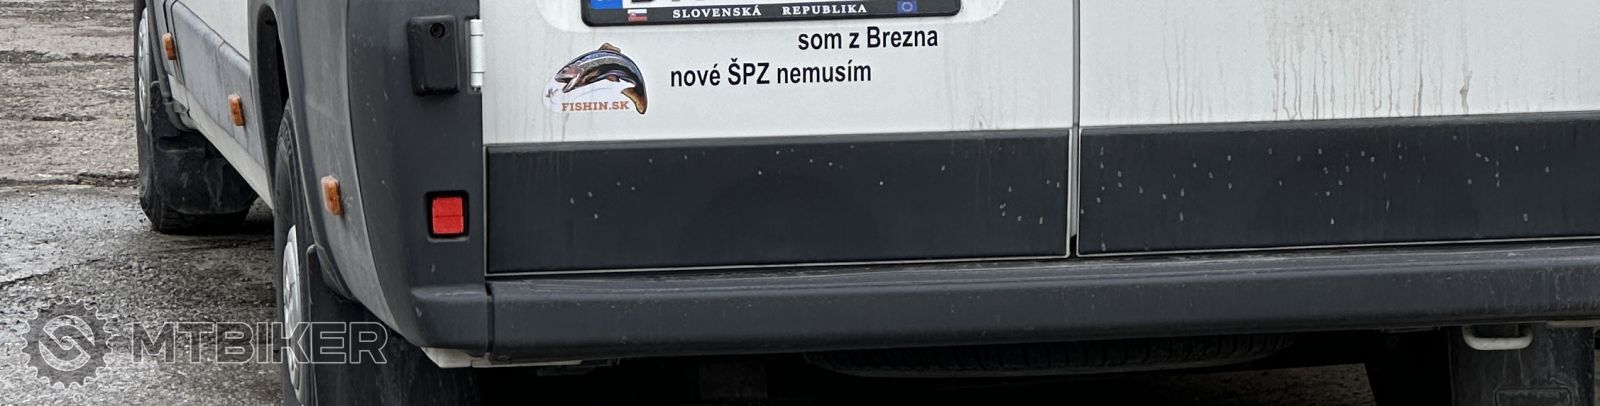 SLOVENSKÁ REPUBLIKA
som z Brezna
nové ŠPZ nemusím
FISHIN.SK
MTBIKER